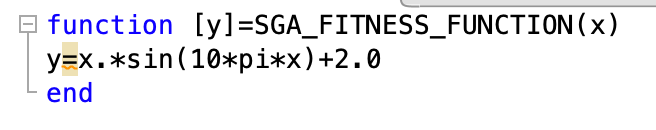 function [y]=SGA_FITNESS_FUNCTION(x)
y=x.*sin(10*pi*x)+2.0
end